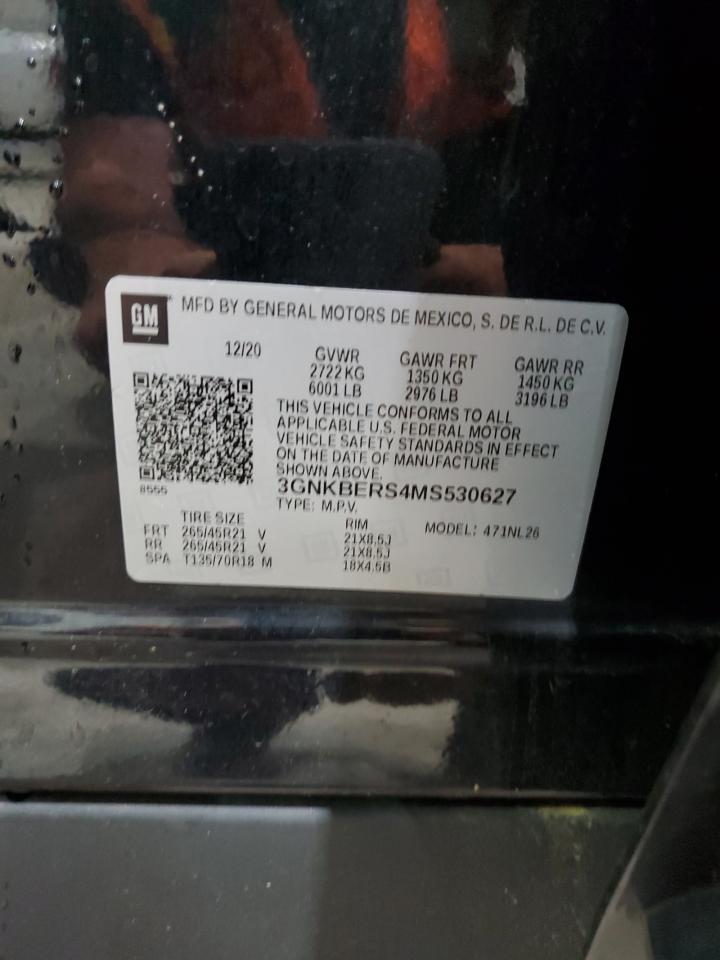 GM MFD BY GENERAL MOTORS DE MEXICO, S. DE R.L. DE C.V.
12/20 GVWR GAWR FRT GAWR RR
2722 KG 1350 KG 1450 KG
6001 LB 2976 LB 3196 LB
THIS VEHICLE CONFORMS TO ALL
APPLICABLE U.S. FEDERAL MOTOR
VEHICLE SAFETY STANDARDS IN EFFECT
ON THE DATE OF MANUFACTURE
SHOWN ABOVE.
8555
3GNKBERS4MS530627
TYPE: M.P.V.
TIRE SIZE RIM MODEL: 471NL26
FRT 265/45R21 V 21X8.5J
RR 265/45R21 V 21X8.5J
SPA T135/70R18 M 18X4.5B